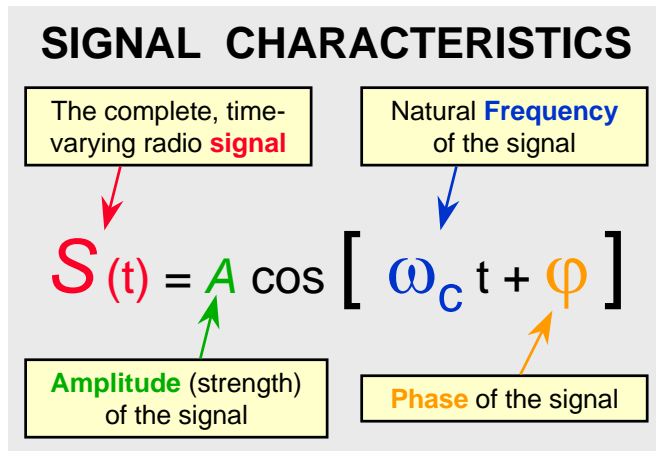 SIGNAL CHARACTERISTICS
The complete, time-
varying radio signal
Natural Frequency
of the signal
S (t) = A cos [ ω_c t + φ ]
Amplitude (strength)
of the signal
Phase of the signal